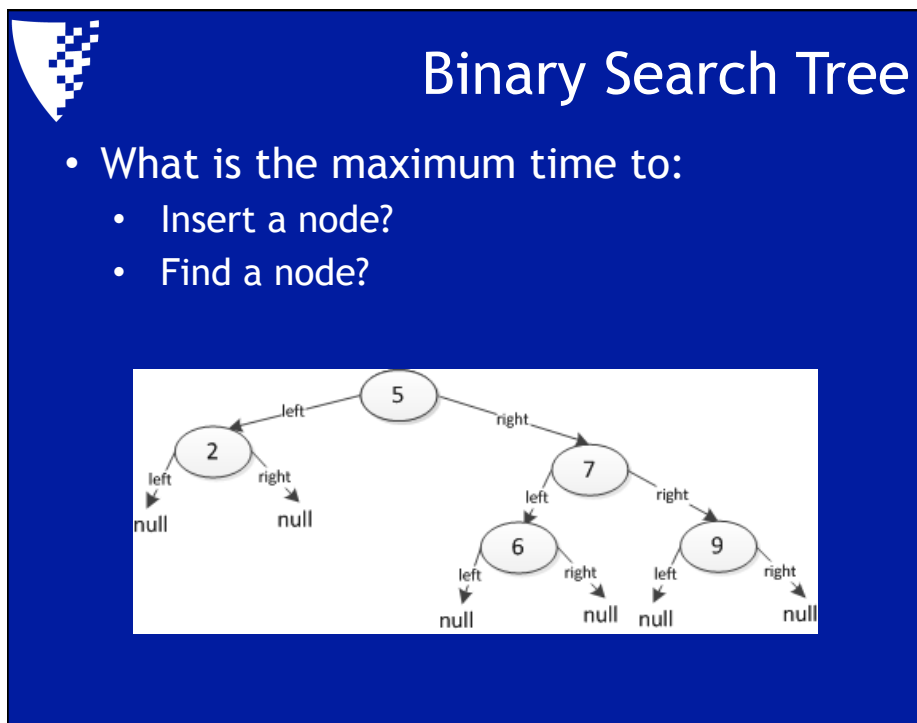 Binary Search Tree
• What is the maximum time to:
• Insert a node?
• Find a node?
5
left
right
2
7
left
right
left
right
null
null
6
9
left
right
left
right
null
null
null
null